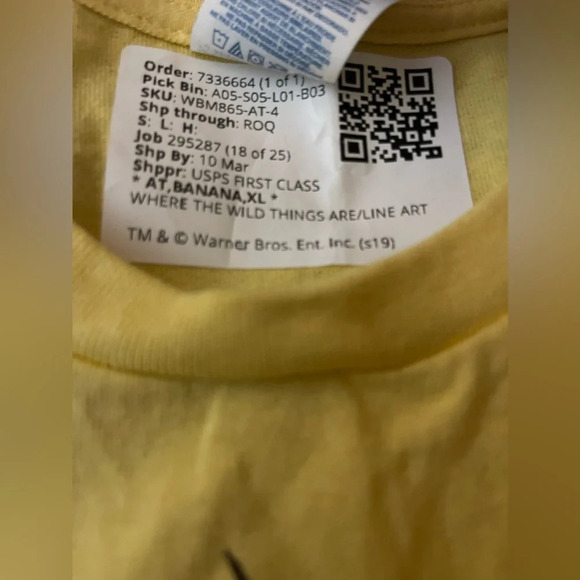 Order: 7336664 (1 of 1)
Pick Bin: A05-S05-L01-B03
SKU: WBM865-AT-4
Shp through: ROQ
S: L: H:
Job 295287 (18 of 25)
Shp By: 10 Mar
Shppr: USPS FIRST CLASS
* AT,BANANA,XL *
WHERE THE WILD THINGS ARE/LINE ART
TM & © Warner Bros. Ent. Inc. (s19)